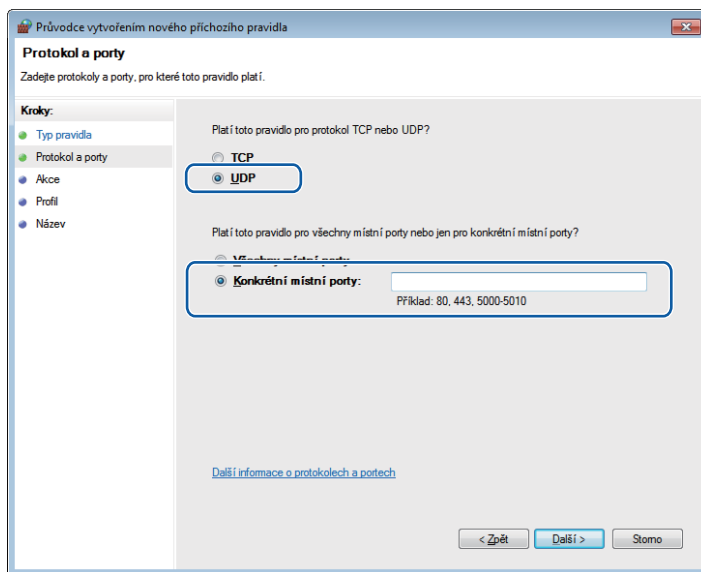 Průvodce vytvořením nového příchozího pravidla
Protokol a porty
Zadejte protokoly a porty, pro které toto pravidlo platí.
Kroky:
Typ pravidla
Protokol a porty
Akce
Profil
Název
Platí toto pravidlo pro protokol TCP nebo UDP?
TCP
UDP
Platí toto pravidlo pro všechny místní porty nebo jen pro konkrétní místní porty?
Všechny místní porty
Konkrétní místní porty:
Příklad: 80, 443, 5000-5010
Další informace o protokolech a portech
< Zpět
Další >
Storno